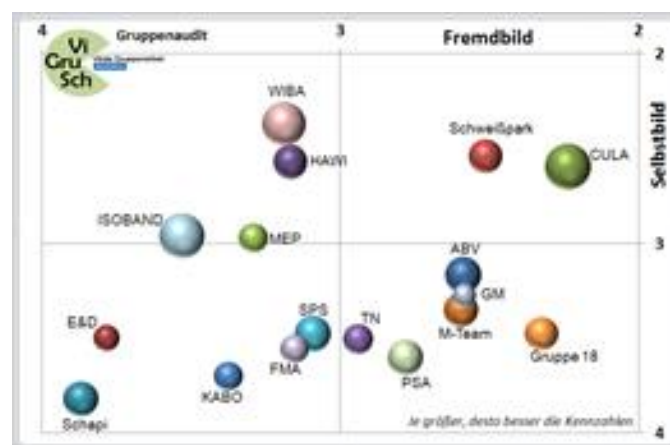 4
Gruppenaudit
3
Fremdbild
2
2
Vi
Gru
Sch
WIBA
HAWI
Schweißpark
CULA
Selbstbild
ISOBAND
MEP
3
ABV
GM
M-Team
E&D
SPS
TN
FMA
Gruppe 18
PSA
KABO
Schapi
Je größer, desto besser die Kennzahlen
4